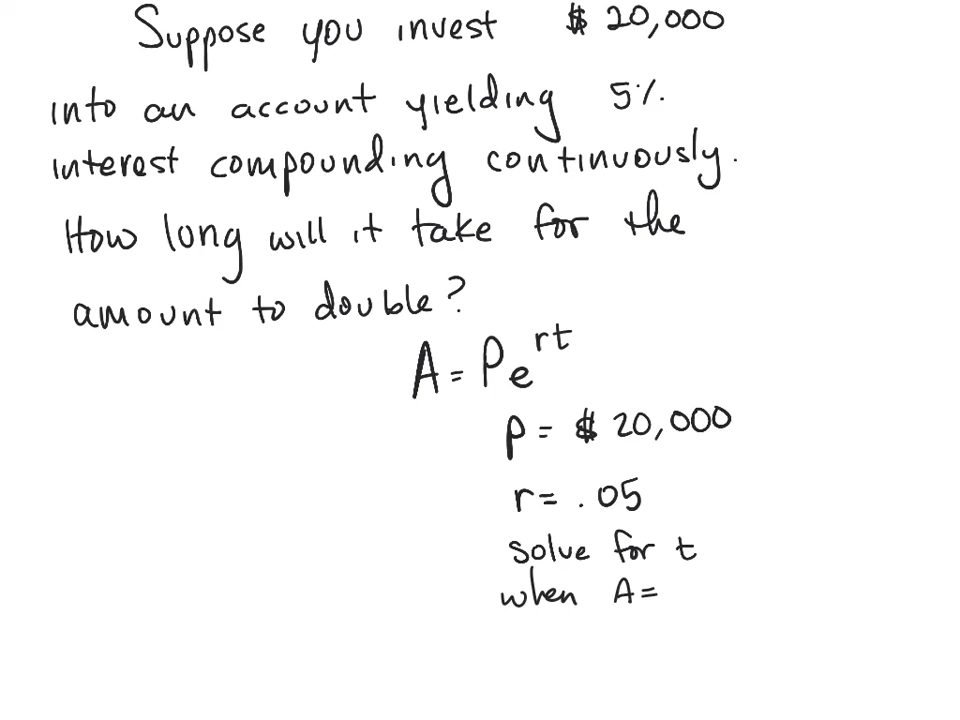 Suppose you invest $ 20,000
into an account yielding 5%
interest compounding continuously.
How long will it take for the
amount to double?
A = Pe^rt
P = $ 20,000
r = .05
solve for t
when A =